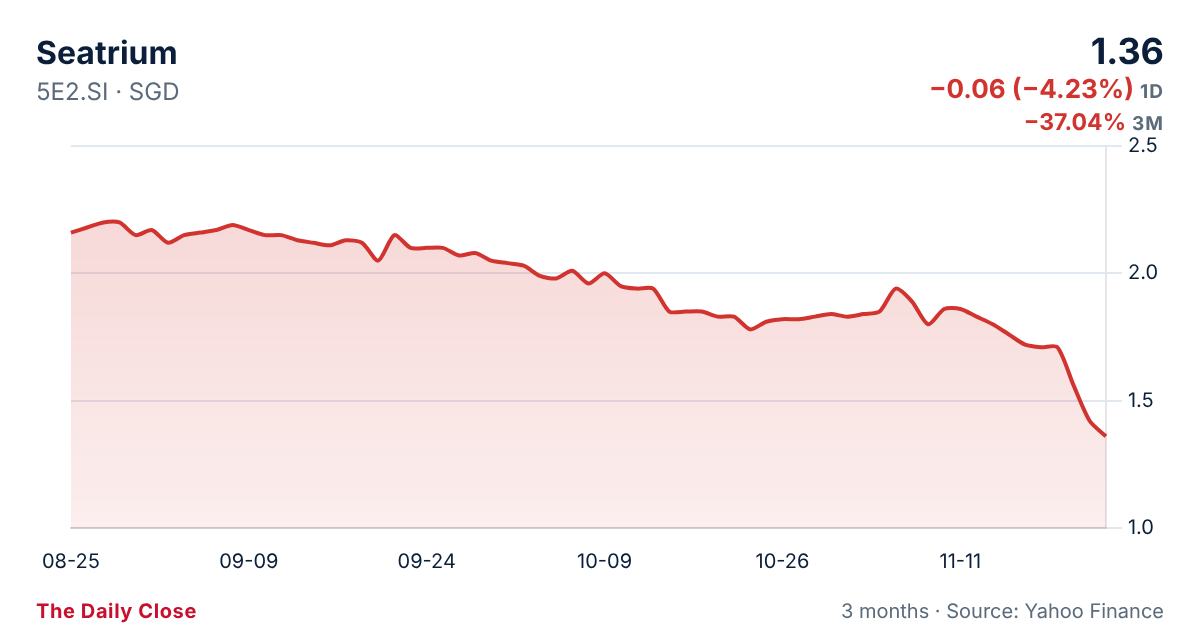 Seatrium
5E2.SI · SGD
1.36
−0.06 (−4.23%) 1D
−37.04% 3M
2.5
2.0
1.5
1.0
08-25 09-09 09-24 10-09 10-26 11-11
The Daily Close
3 months · Source: Yahoo Finance